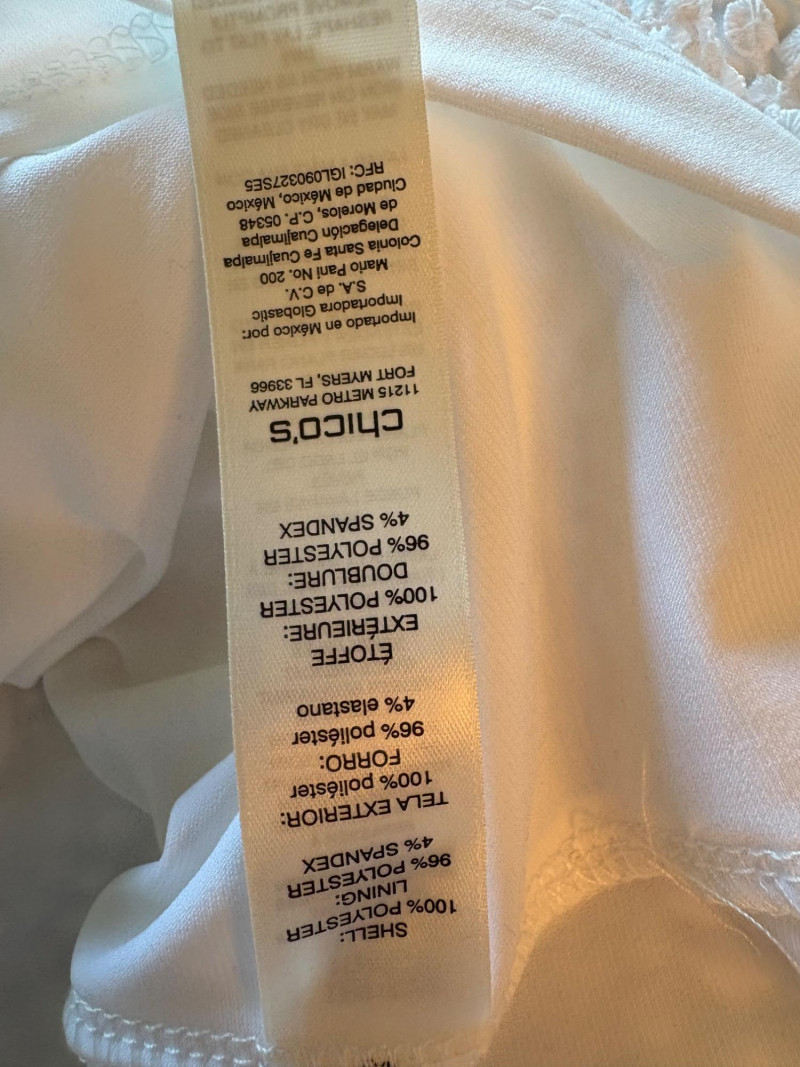 SHELL:
100% POLYESTER
LINING:
96% POLYESTER
4% SPANDEX
TELA EXTERIOR:
100% poliéster
FORRO:
96% poliéster
4% elastano
ÉTOFFE
EXTÉRIEURE:
100% POLYESTER
DOUBLURE:
96% POLYESTER
4% SPANDEX
chico's
11215 METRO PARKWAY
FORT MYERS, FL 33966
Importado en México por:
Importadora Globastic
S.A. de C.V.
Mario Pani No. 200
Colonia Santa Fe Cuajimalpa
Delegación Cuajimalpa
de Morelos, C.P. 05348
Ciudad de México, México
RFC: IGL090327SE5